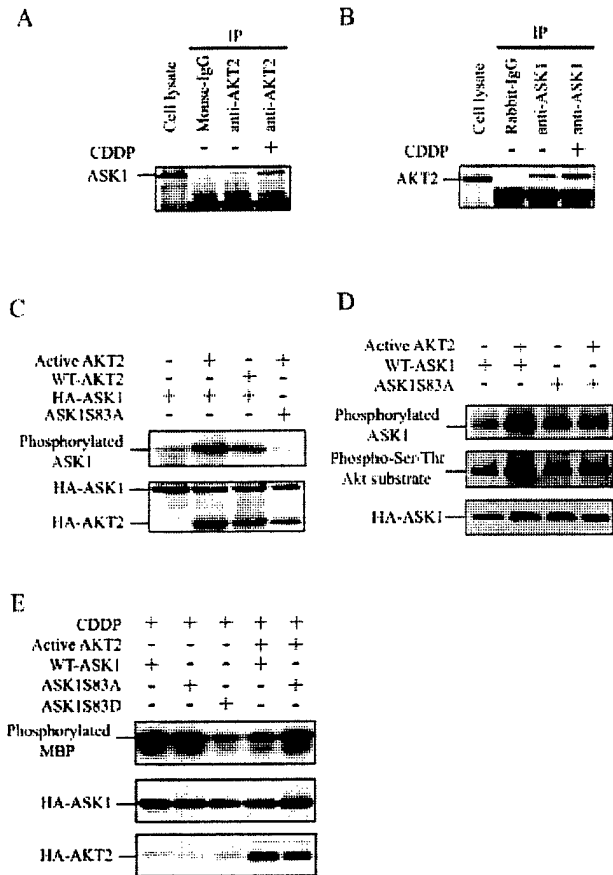 A
IP
Cell lysate
Mouse-IgG
anti-AKT2
anti-AKT2
CDDP - - +
ASK1
B
IP
Cell lysate
Rabbit-IgG
anti-ASK1
anti-ASK1
CDDP - - +
AKT2
C
Active AKT2 - + - +
WT-AKT2 - - + -
HA-ASK1 + + + -
ASK1S83A - - - +
Phosphorylated
ASK1
HA-ASK1
HA-AKT2
D
Active AKT2 - + - +
WT-ASK1 + + - -
ASK1S83A - - + +
Phosphorylated
ASK1
Phospho-Ser-Thr
Akt substrate
HA-ASK1
E
CDDP + + + + +
Active AKT2 - - - + +
WT-ASK1 + - - + -
ASK1S83A - + - - +
ASK1S83D - - + - -
Phosphorylated
MBP
HA-ASK1
HA-AKT2